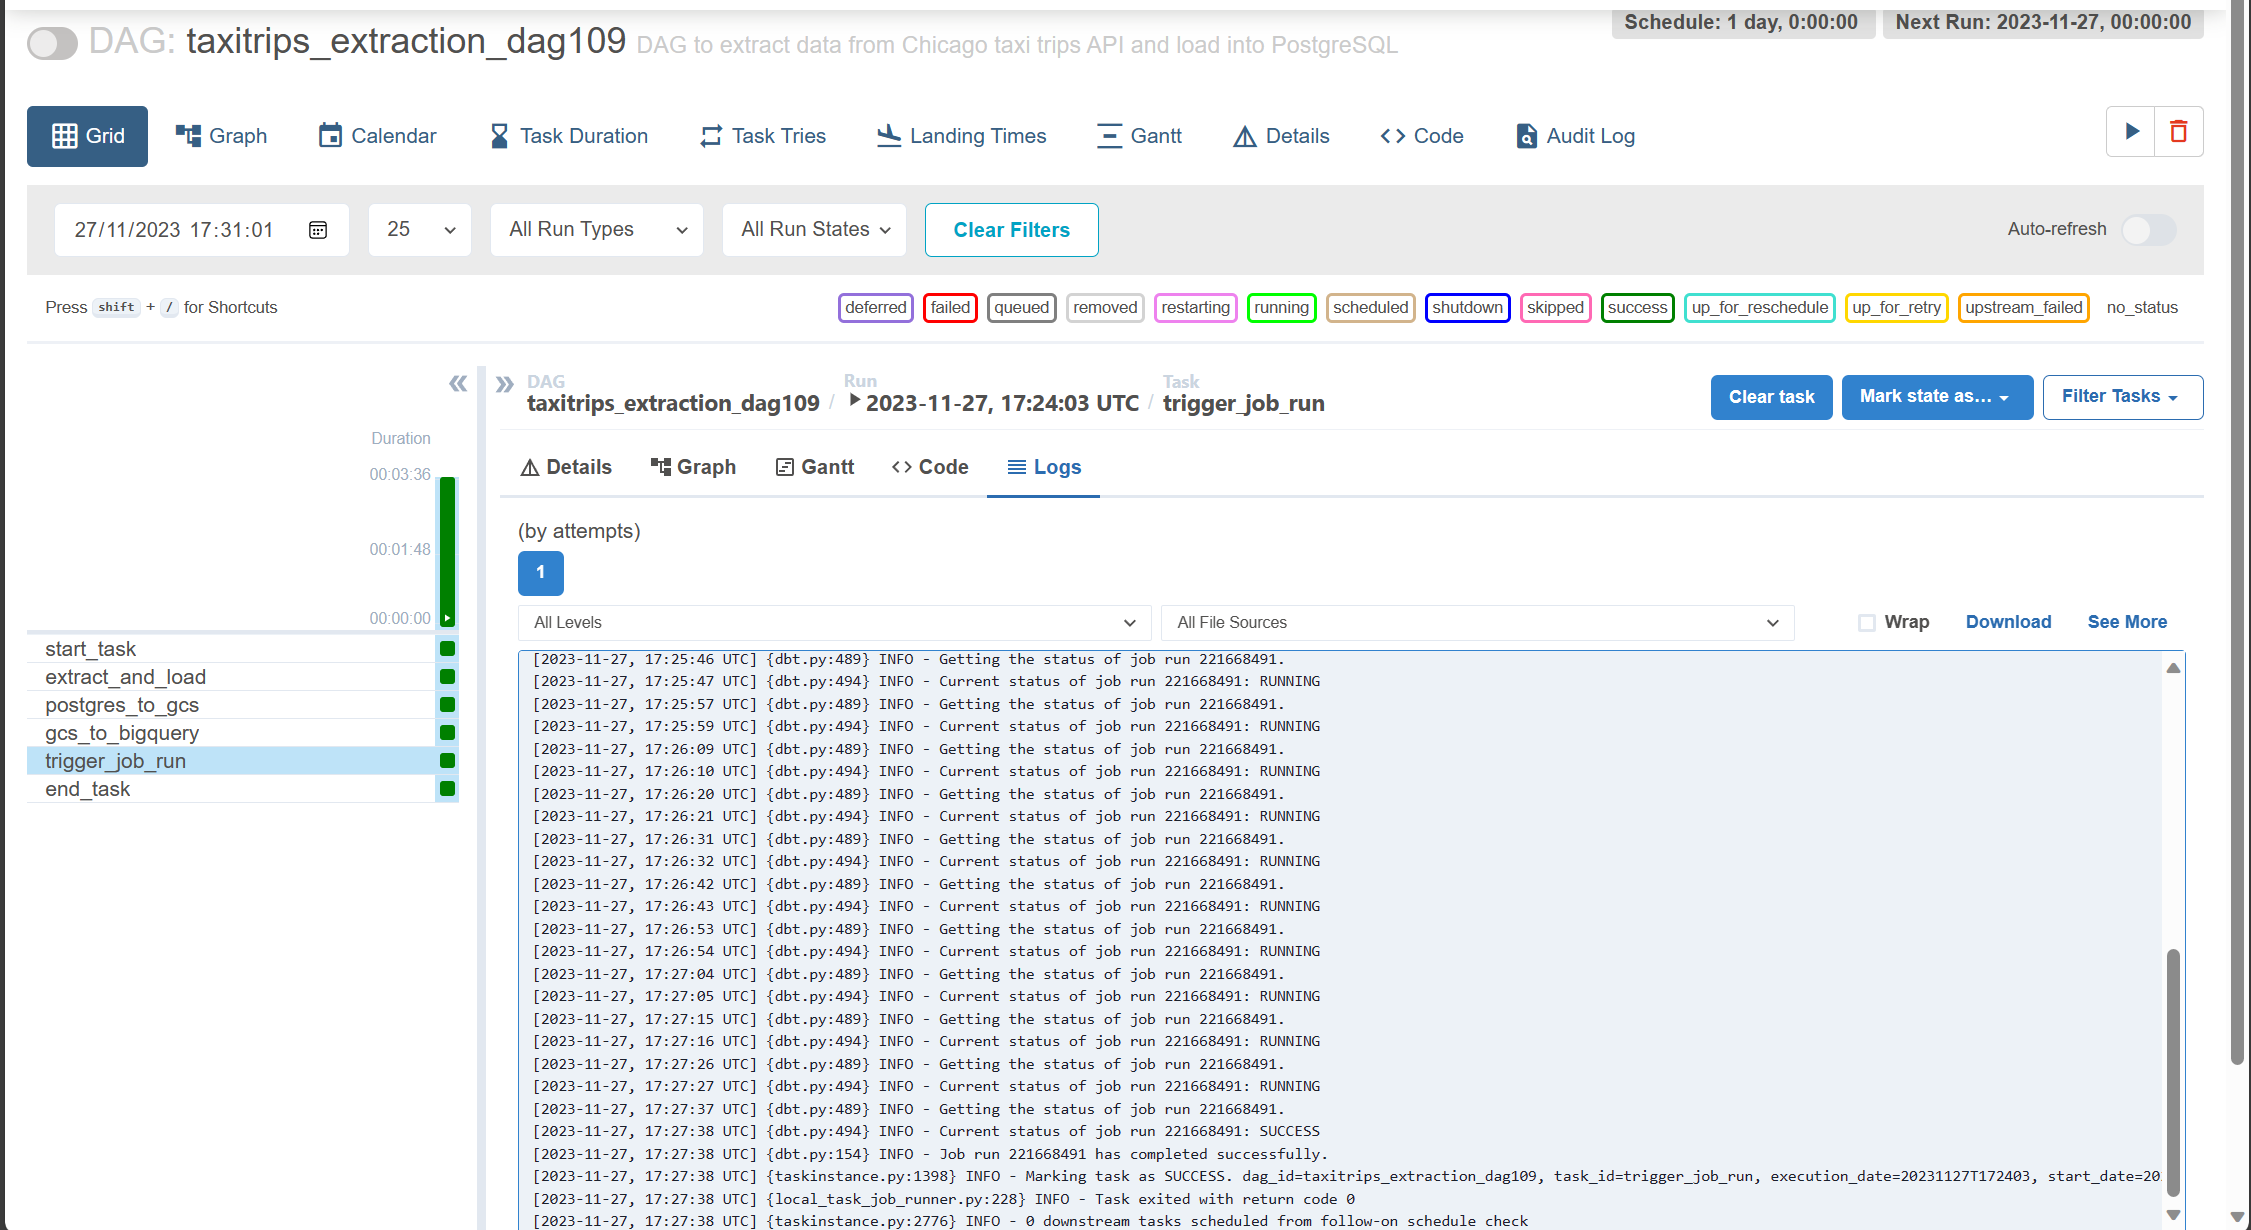 DAG: taxitrips_extraction_dag109 DAG to extract data from Chicago taxi trips API and load into PostgreSQL
Schedule: 1 day, 0:00:00 Next Run: 2023-11-27, 00:00:00
Grid Graph Calendar Task Duration Task Tries Landing Times Gantt Details Code Audit Log
27/11/2023 17:31:01 25 All Run Types All Run States Clear Filters Auto-refresh
Press shift + / for Shortcuts
deferred failed queued removed restarting running scheduled shutdown skipped success up_for_reschedule up_for_retry upstream_failed no_status
Duration
00:03:36
00:01:48
00:00:00
start_task
extract_and_load
postgres_to_gcs
gcs_to_bigquery
trigger_job_run
end_task
DAG Run Task
taxitrips_extraction_dag109 / 2023-11-27, 17:24:03 UTC / trigger_job_run
Clear task Mark state as... Filter Tasks
Details Graph Gantt Code Logs
(by attempts)
1
All Levels All File Sources Wrap Download See More
[2023-11-27, 17:25:46 UTC] {dbt.py:489} INFO - Getting the status of job run 221668491.
[2023-11-27, 17:25:47 UTC] {dbt.py:494} INFO - Current status of job run 221668491: RUNNING
[2023-11-27, 17:25:57 UTC] {dbt.py:489} INFO - Getting the status of job run 221668491.
[2023-11-27, 17:25:59 UTC] {dbt.py:494} INFO - Current status of job run 221668491: RUNNING
[2023-11-27, 17:26:09 UTC] {dbt.py:489} INFO - Getting the status of job run 221668491.
[2023-11-27, 17:26:10 UTC] {dbt.py:494} INFO - Current status of job run 221668491: RUNNING
[2023-11-27, 17:26:20 UTC] {dbt.py:489} INFO - Getting the status of job run 221668491.
[2023-11-27, 17:26:21 UTC] {dbt.py:494} INFO - Current status of job run 221668491: RUNNING
[2023-11-27, 17:26:31 UTC] {dbt.py:489} INFO - Getting the status of job run 221668491.
[2023-11-27, 17:26:32 UTC] {dbt.py:494} INFO - Current status of job run 221668491: RUNNING
[2023-11-27, 17:26:42 UTC] {dbt.py:489} INFO - Getting the status of job run 221668491.
[2023-11-27, 17:26:43 UTC] {dbt.py:494} INFO - Current status of job run 221668491: RUNNING
[2023-11-27, 17:26:53 UTC] {dbt.py:489} INFO - Getting the status of job run 221668491.
[2023-11-27, 17:26:54 UTC] {dbt.py:494} INFO - Current status of job run 221668491: RUNNING
[2023-11-27, 17:27:04 UTC] {dbt.py:489} INFO - Getting the status of job run 221668491.
[2023-11-27, 17:27:05 UTC] {dbt.py:494} INFO - Current status of job run 221668491: RUNNING
[2023-11-27, 17:27:15 UTC] {dbt.py:489} INFO - Getting the status of job run 221668491.
[2023-11-27, 17:27:16 UTC] {dbt.py:494} INFO - Current status of job run 221668491: RUNNING
[2023-11-27, 17:27:26 UTC] {dbt.py:489} INFO - Getting the status of job run 221668491.
[2023-11-27, 17:27:27 UTC] {dbt.py:494} INFO - Current status of job run 221668491: RUNNING
[2023-11-27, 17:27:37 UTC] {dbt.py:489} INFO - Getting the status of job run 221668491.
[2023-11-27, 17:27:38 UTC] {dbt.py:494} INFO - Current status of job run 221668491: SUCCESS
[2023-11-27, 17:27:38 UTC] {dbt.py:154} INFO - Job run 221668491 has completed successfully.
[2023-11-27, 17:27:38 UTC] {taskinstance.py:1398} INFO - Marking task as SUCCESS. dag_id=taxitrips_extraction_dag109, task_id=trigger_job_run, execution_date=20231127T172403, start_date=20
[2023-11-27, 17:27:38 UTC] {local_task_job_runner.py:228} INFO - Task exited with return code 0
[2023-11-27, 17:27:38 UTC] {taskinstance.py:2776} INFO - 0 downstream tasks scheduled from follow-on schedule check